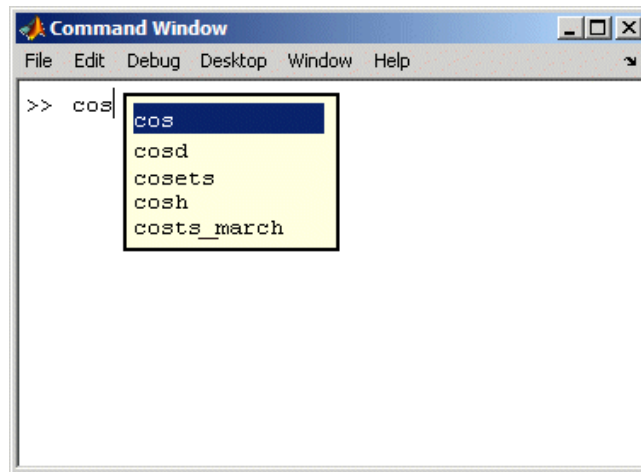 Command Window
File Edit Debug Desktop Window Help
>> cos
cos
cosd
cosets
cosh
costs_march